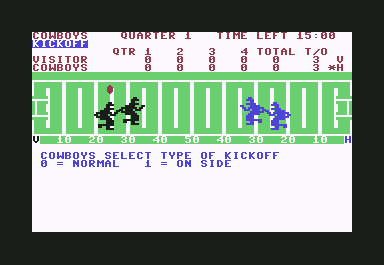 COWBOYS QUARTER 1 TIME LEFT 15:00
KICKOFF
QTR 1 2 3 4 TOTAL T/O
VISITOR 0 0 0 0 0 3 V
COWBOYS 0 0 0 0 0 3 *H
V 10 20 30 40 50 40 30 20 10 H
COWBOYS SELECT TYPE OF KICKOFF
0 = NORMAL 1 = ON SIDE